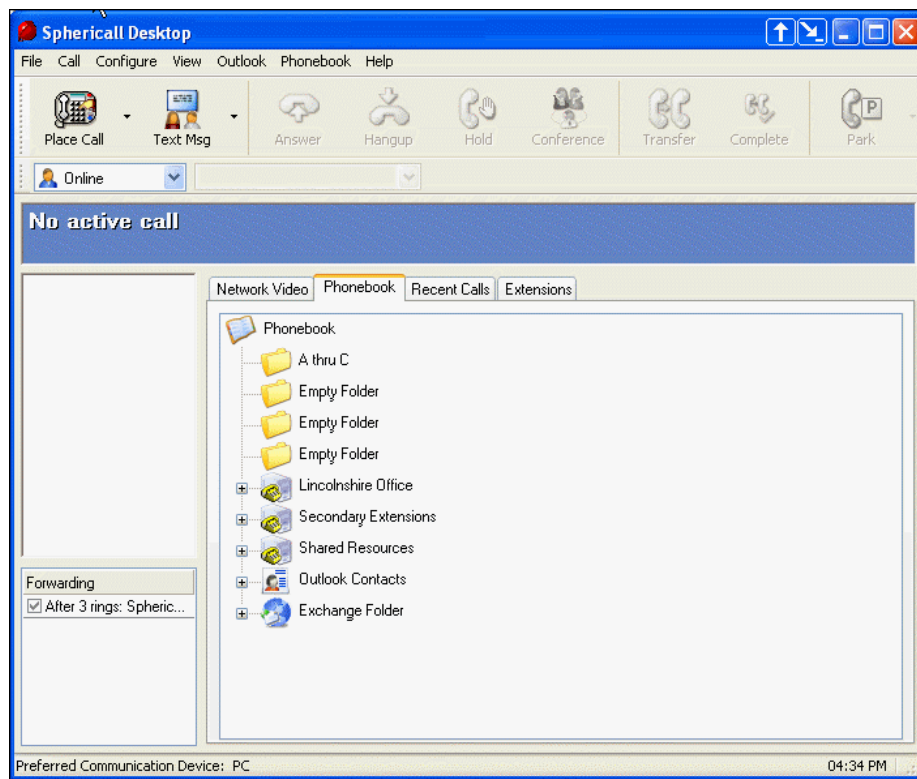 Sphericall Desktop
File Call Configure View Outlook Phonebook Help
Place Call Text Msg Answer Hangup Hold Conference Transfer Complete Park
Online
No active call
Network Video Phonebook Recent Calls Extensions
Phonebook
A thru C
Empty Folder
Empty Folder
Empty Folder
Lincolnshire Office
Secondary Extensions
Shared Resources
Outlook Contacts
Exchange Folder
Forwarding
After 3 rings: Spheric...
Preferred Communication Device: PC 04:34 PM